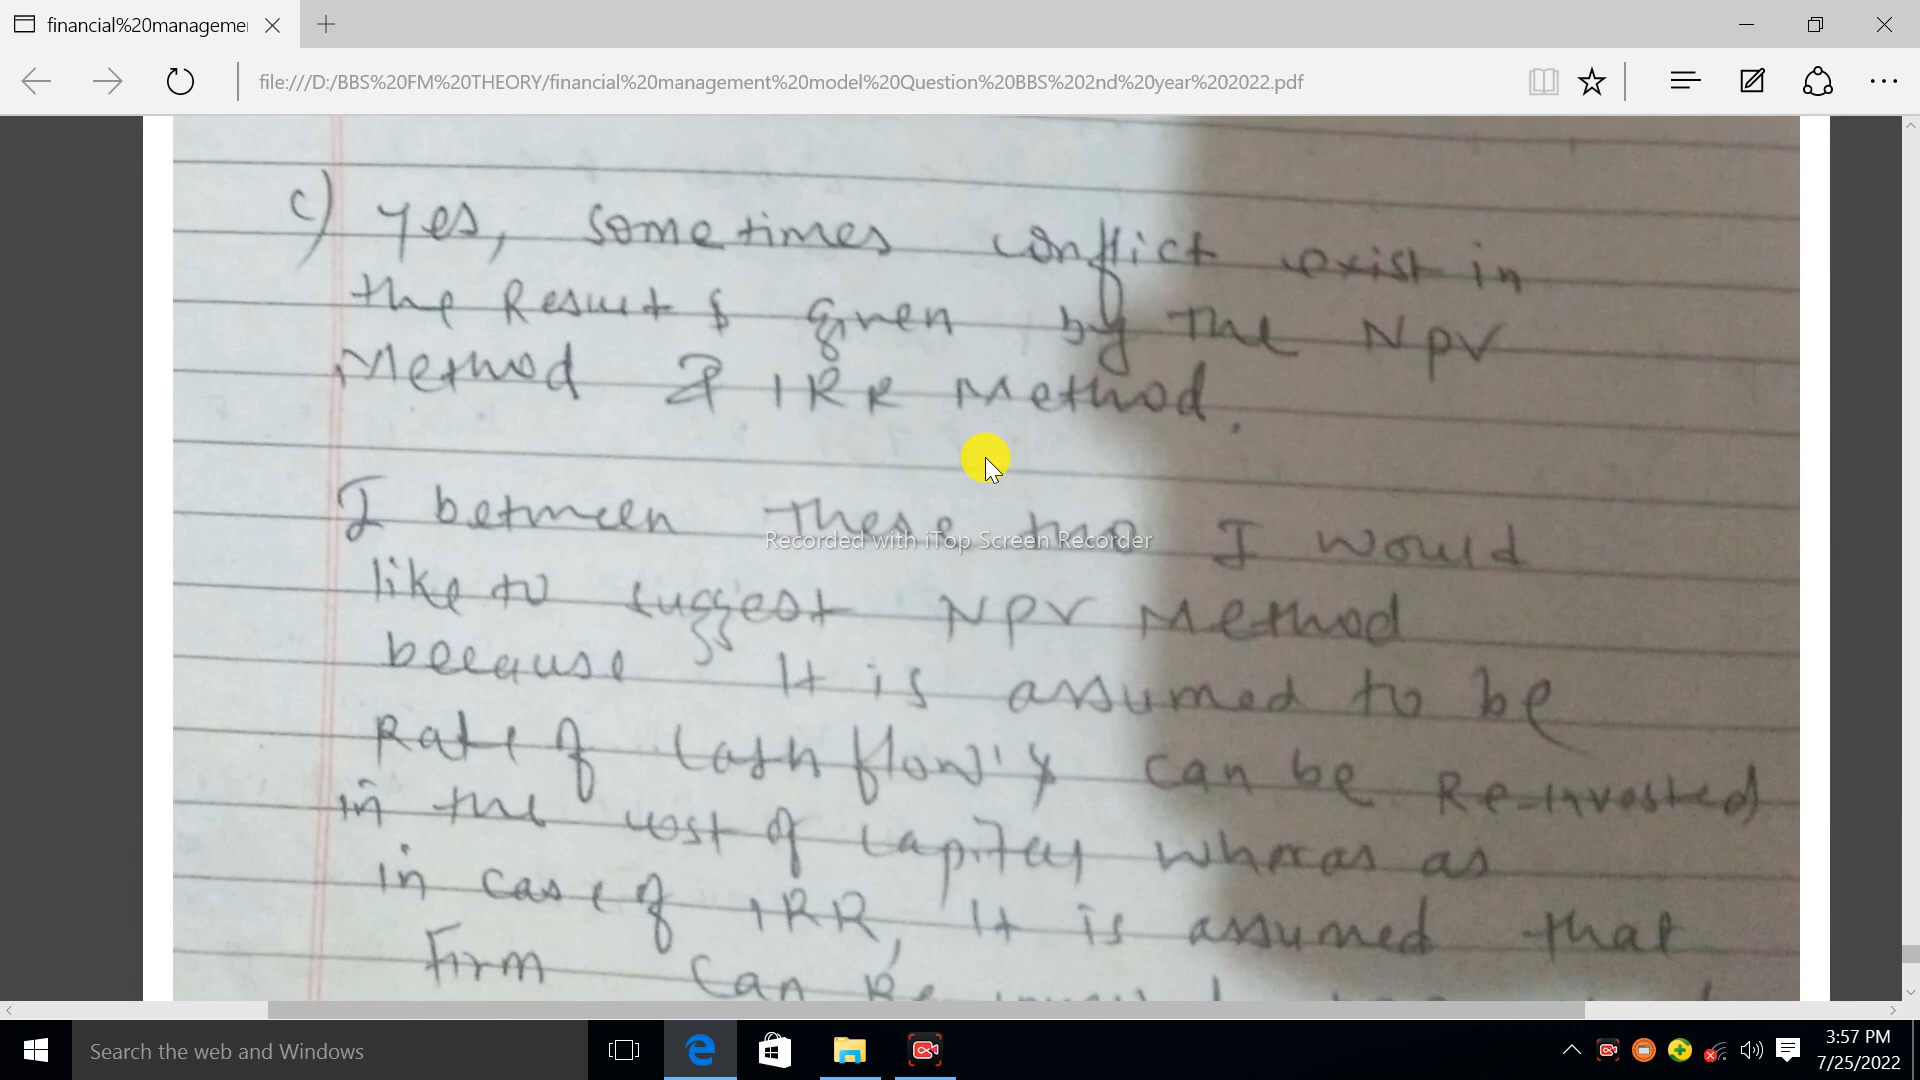 financial%20manageme
file:///D:/BBS%20FM%20THEORY/financial%20management%20model%20Question%20BBS%202nd%20year%202022.pdf
c) Yes, sometimes conflict exist in
the Results given by the NPV
Method & IRR Method.
I between these two I would
like to suggest NPV Method
because It is assumed to be
Rate of Cash flow's can be Re-invested
in the cost of Capital whereas as
in case of IRR, It is assumed that
Firm can
Recorded with iTop Screen Recorder
Search the web and Windows
3:57 PM
7/25/2022